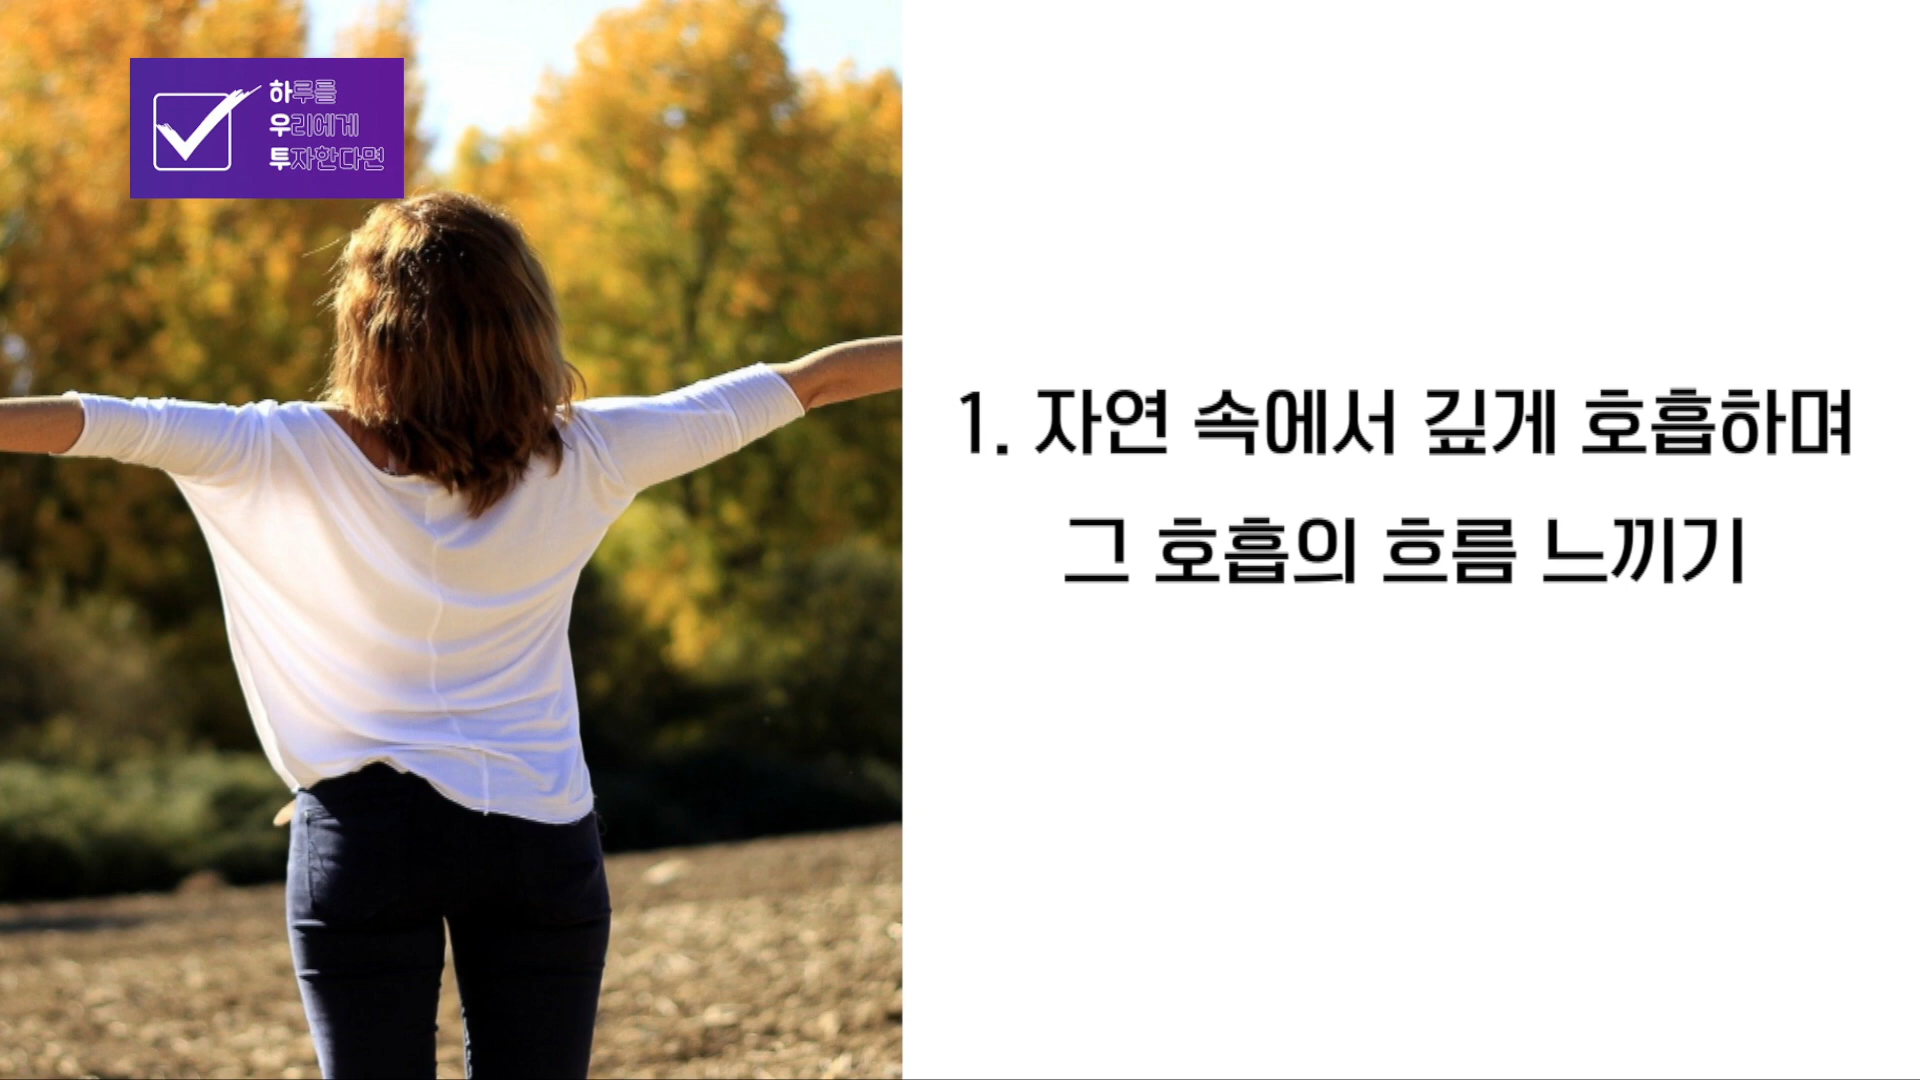 하루를
우리에게
투자한다면
1. 자연 속에서 깊게 호흡하며
그 호흡의 흐름 느끼기